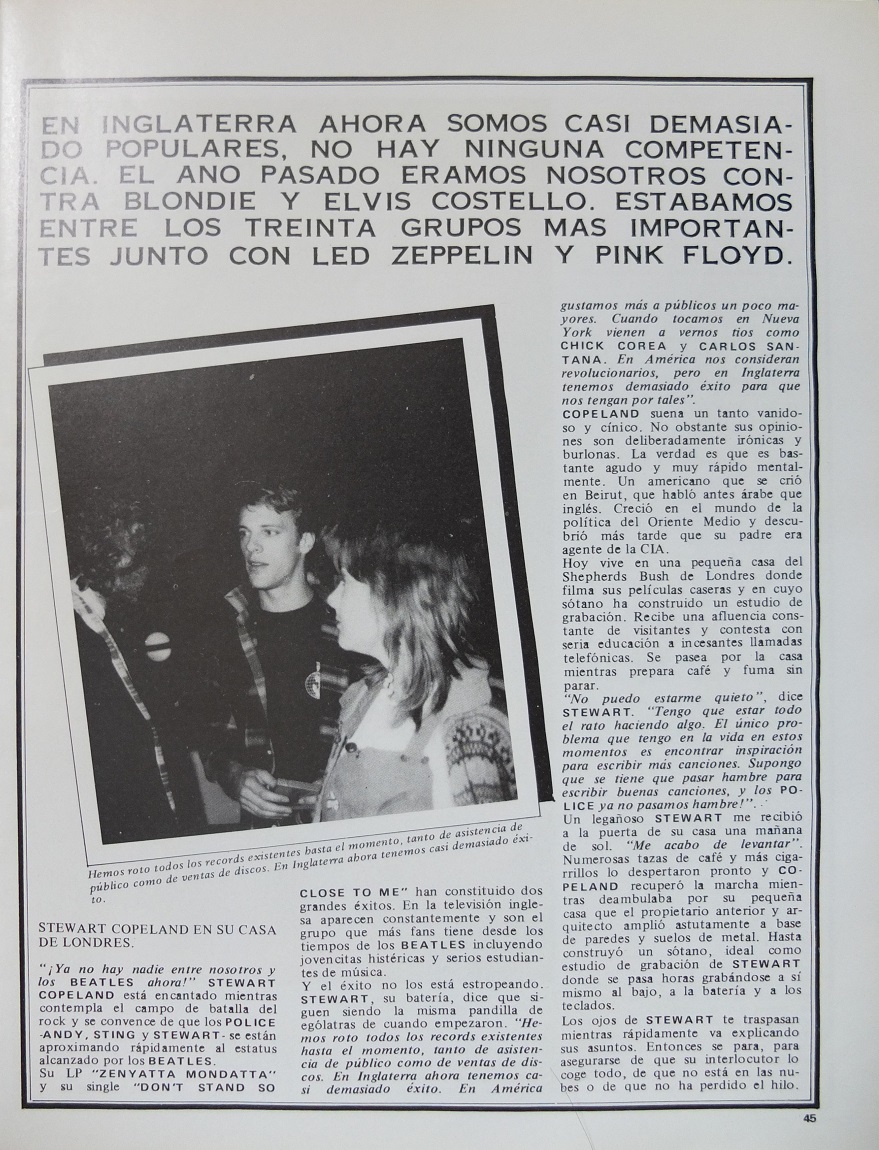 EN INGLATERRA AHORA SOMOS CASI DEMASIA-
DO POPULARES, NO HAY NINGUNA COMPETEN-
CIA. EL ANO PASADO ERAMOS NOSOTROS CON-
TRA BLONDIE Y ELVIS COSTELLO. ESTABAMOS
ENTRE LOS TREINTA GRUPOS MAS IMPORTAN-
TES JUNTO CON LED ZEPPELIN Y PINK FLOYD.
Hemos roto todos los records existentes hasta el momento, tanto de asistencia de
público como de ventas de discos. En Inglaterra ahora tenemos casi demasiado éxi-
to.
STEWART COPELAND EN SU CASA
DE LONDRES.
"¡Ya no hay nadie entre nosotros y
los BEATLES ahora!" STEWART
COPELAND está encantado mientras
contempla el campo de batalla del
rock y se convence de que los POLICE
-ANDY, STING y STEWART- se están
aproximando rápidamente al estatus
alcanzado por los BEATLES.
Su LP "ZENYATTA MONDATTA"
y su single "DON'T STAND SO
CLOSE TO ME" han constituido dos
grandes éxitos. En la televisión ingle-
sa aparecen constantemente y son el
grupo que más fans tiene desde los
tiempos de los BEATLES incluyendo
jovencitas histéricas y serios estudian-
tes de música.
Y el éxito no los está estropeando.
STEWART, su batería, dice que si-
guen siendo la misma pandilla de
ególatras de cuando empezaron. "He-
mos roto todos los records existentes
hasta el momento, tanto de asisten-
cia de público como de ventas de dis-
cos. En Inglaterra ahora tenemos ca-
si demasiado éxito. En América
gustamos más a públicos un poco ma-
yores. Cuando tocamos en Nueva
York vienen a vernos tios como
CHICK COREA y CARLOS SAN-
TANA. En América nos consideran
revolucionarios, pero en Inglaterra
tenemos demasiado éxito para que
nos tengan por tales".
COPELAND suena un tanto vanido-
so y cínico. No obstante sus opinio-
nes son deliberadamente irónicas y
burlonas. La verdad es que es bas-
tante agudo y muy rápido mental-
mente. Un americano que se crió
en Beirut, que habló antes árabe que
inglés. Creció en el mundo de la
política del Oriente Medio y descu-
brió más tarde que su padre era
agente de la CIA.
Hoy vive en una pequeña casa del
Shepherds Bush de Londres donde
filma sus películas caseras y en cuyo
sótano ha construido un estudio de
grabación. Recibe una afluencia cons-
tante de visitantes y contesta con
seria educación a incesantes llamadas
telefónicas. Se pasea por la casa
mientras prepara café y fuma sin
parar.
"No puedo estarme quieto", dice
STEWART. "Tengo que estar todo
el rato haciendo algo. El único pro-
blema que tengo en la vida en estos
momentos es encontrar inspiración
para escribir más canciones. Supongo
que se tiene que pasar hambre para
escribir buenas canciones, y los PO-
LICE ya no pasamos hambre!".
Un legañoso STEWART me recibió
a la puerta de su casa una mañana
de sol. "Me acabo de levantar".
Numerosas tazas de café y más ciga-
rrillos lo despertaron pronto y CO-
PELAND recuperó la marcha mien-
tras deambulaba por su pequeña
casa que el propietario anterior y ar-
quitecto amplió astutamente a base
de paredes y suelos de metal. Hasta
construyó un sótano, ideal como
estudio de grabación de STEWART
donde se pasa horas grabándose a sí
mismo al bajo, a la batería y a los
teclados.
Los ojos de STEWART te traspasan
mientras rápidamente va explicando
sus asuntos. Entonces se para, para
asegurarse de que su interlocutor lo
coge todo, de que no está en las nu-
bes o de que no ha perdido el hilo.
45